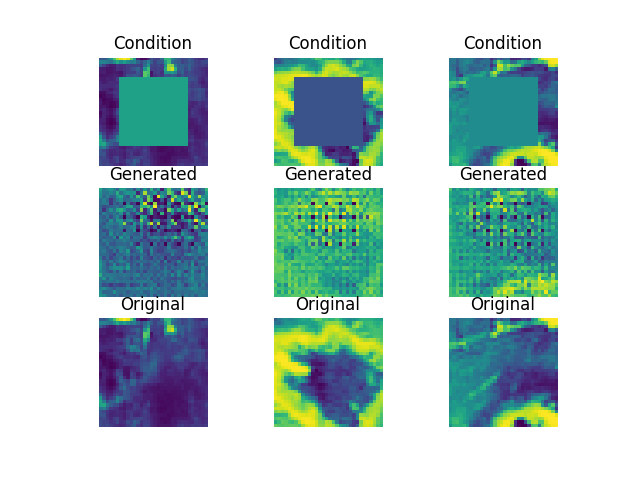 Condition Condition Condition
Generated Generated Generated
Original Original Original